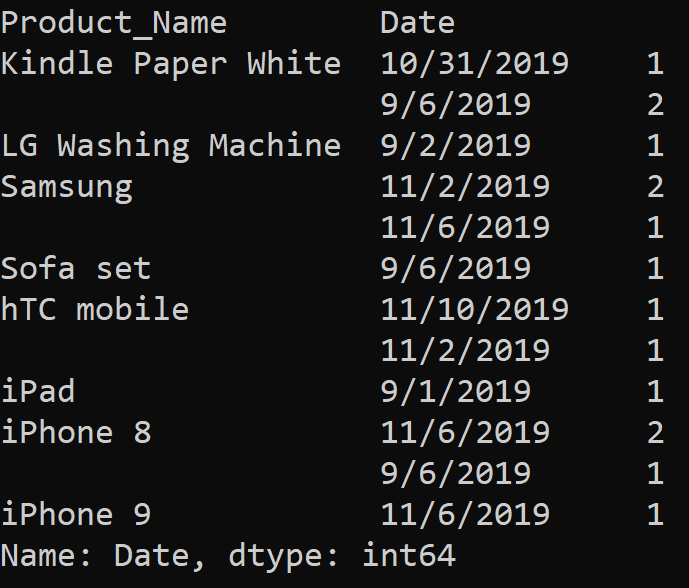 Product_Name        Date
Kindle Paper White  10/31/2019    1
                    9/6/2019      2
LG Washing Machine  9/2/2019      1
Samsung             11/2/2019     2
                    11/6/2019     1
Sofa set            9/6/2019      1
hTC mobile          11/10/2019    1
                    11/2/2019     1
iPad                9/1/2019      1
iPhone 8            11/6/2019     2
                    9/6/2019      1
iPhone 9            11/6/2019     1
Name: Date, dtype: int64